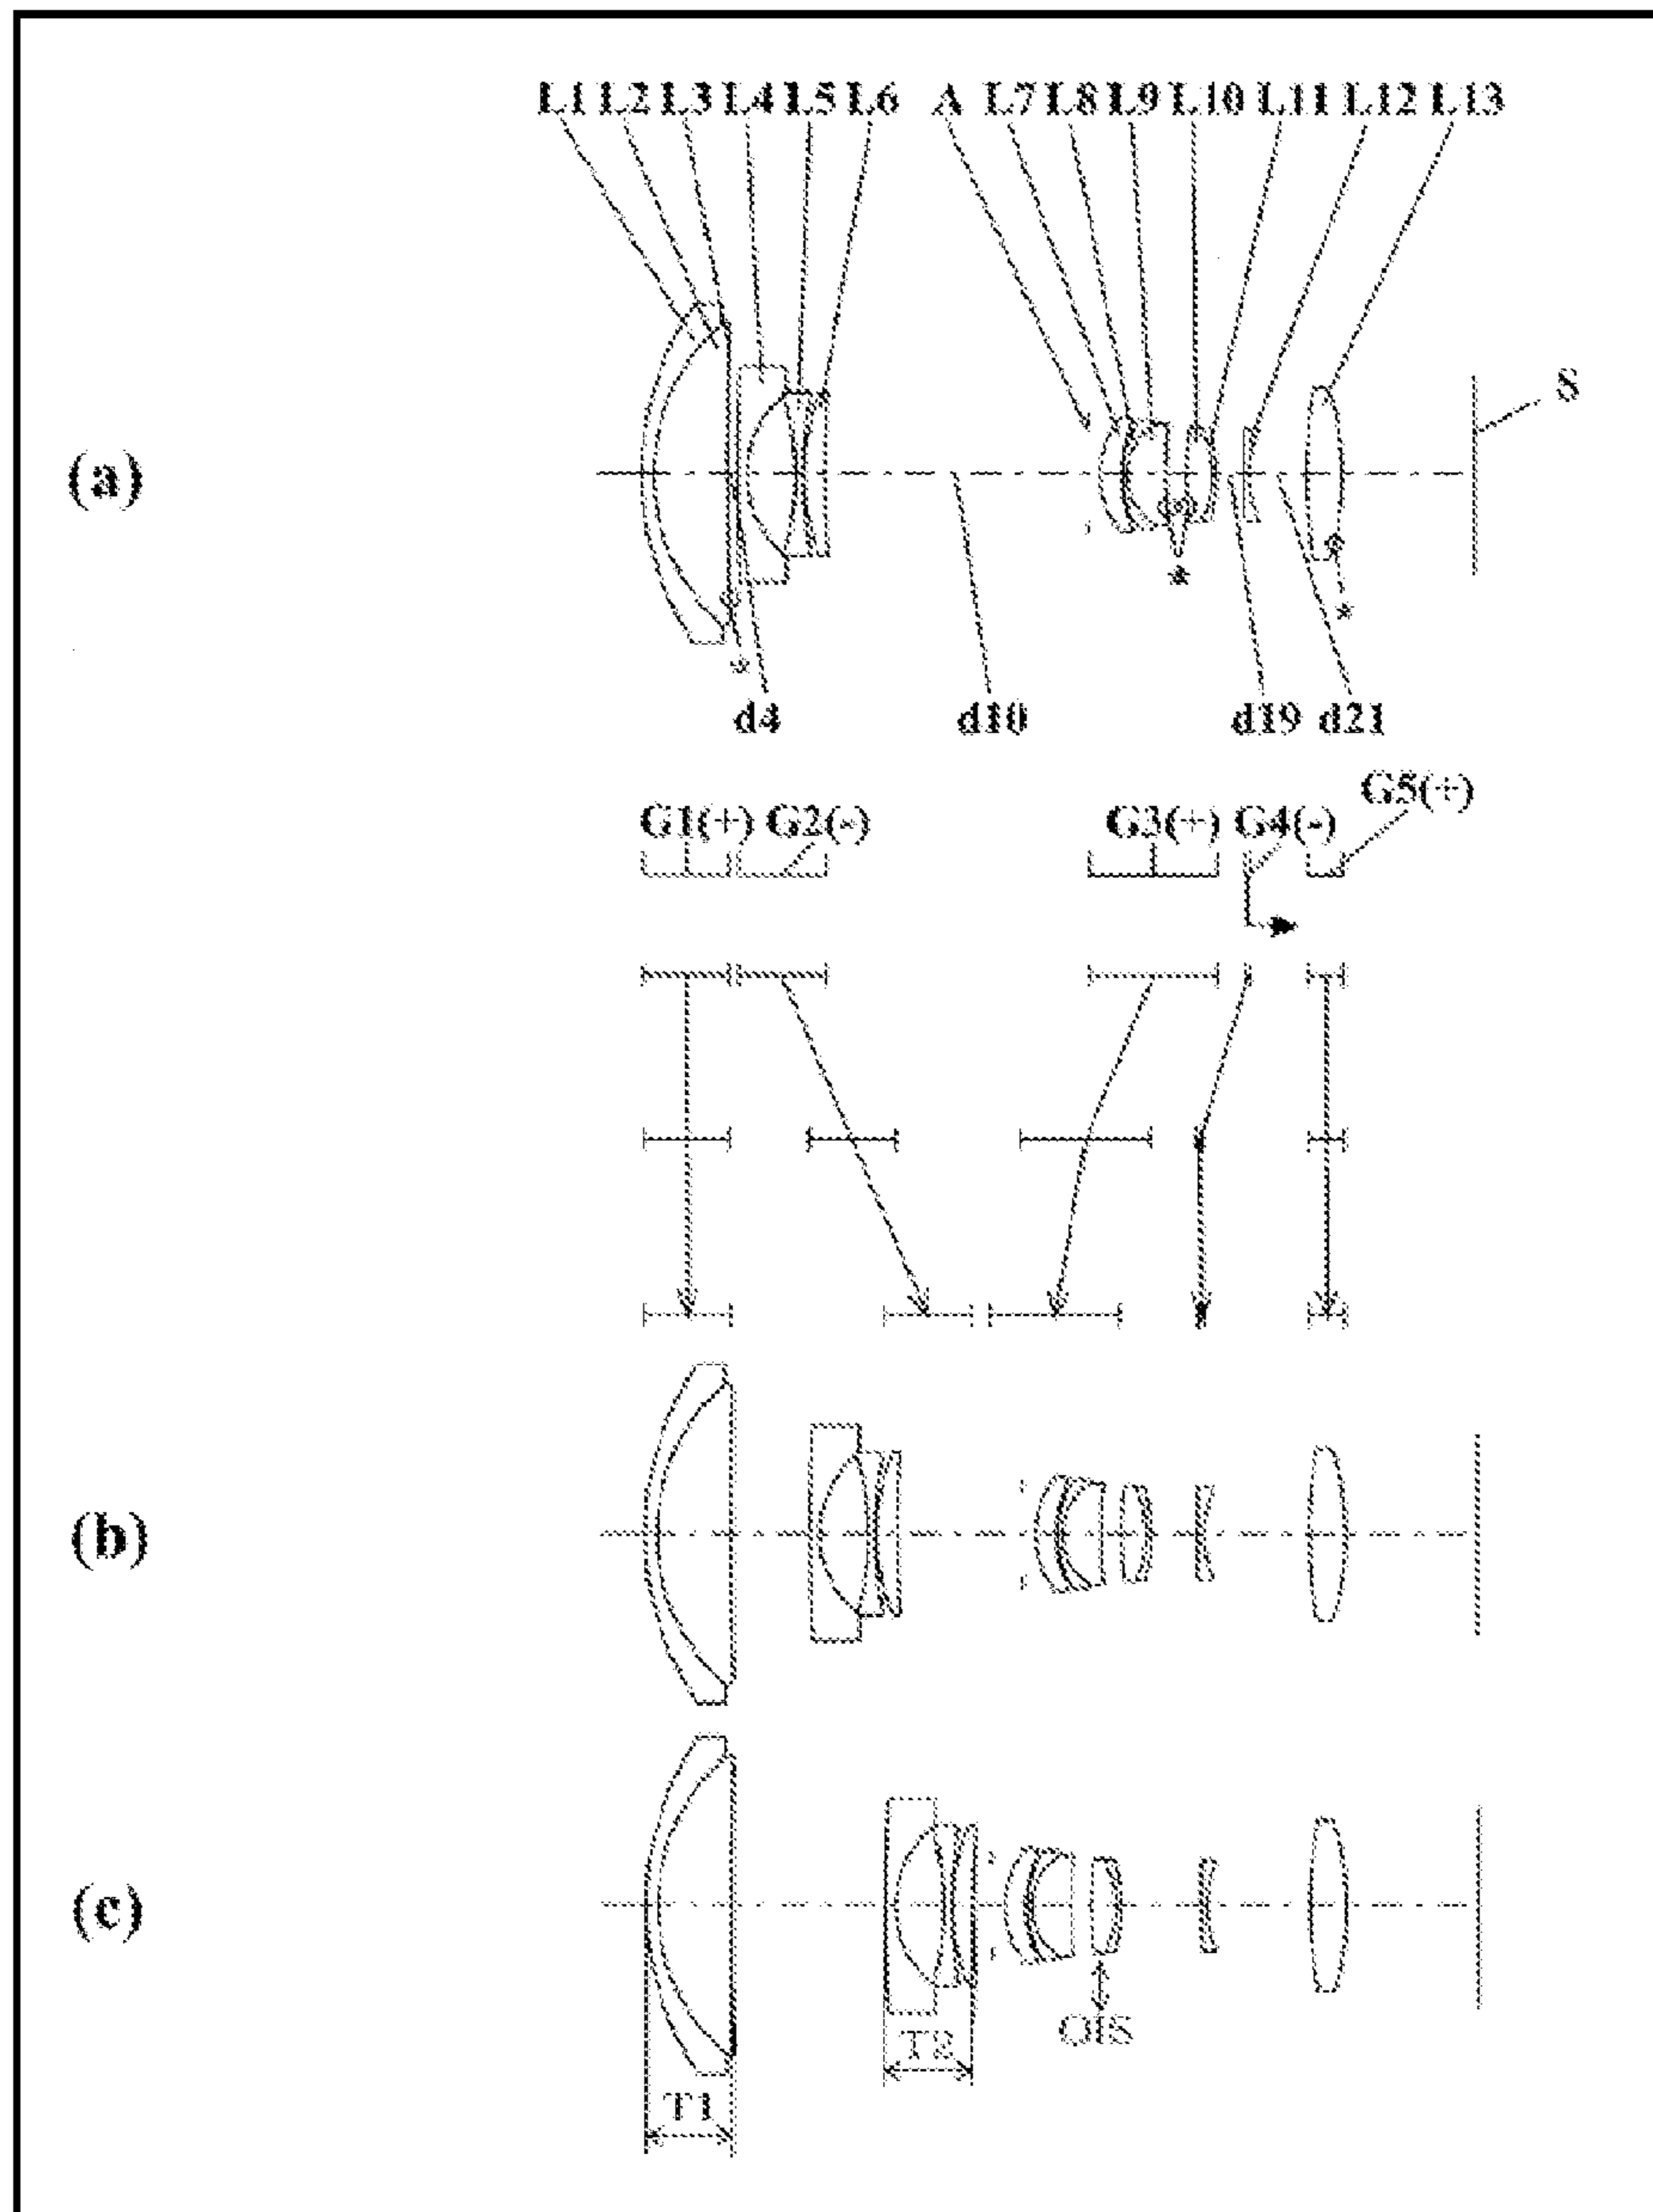 L1 L2 L3 L4 L5 L6 A L7 L8 L9 L10 L11 L12 L13
S
(a)
*
*
*
d4 d10 d19 d21
G1(+) G2(-) G3(+) G4(-) G5(+)
(b)
(c)
OIS
T2
T1